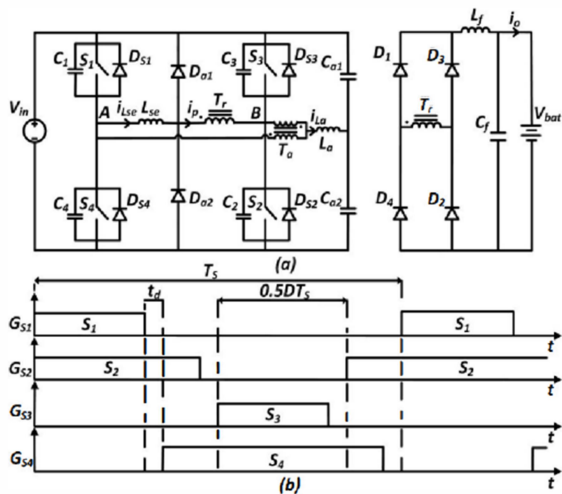 C1 S1 DS1 Da1 C3 S3 DS3 Ca1
Lf io
D1 D3
Vin A iLse Lse ip Tr B iLa
Ta La
Tr Cf Vbat
C4 S4 DS4 Da2 C2 S2 DS2 Ca2
D4 D2
(a)
Ts
td 0.5DTS
GS1 S1 S1 t
GS2 S2 S2 t
GS3 S3 t
GS4 S4 t
(b)